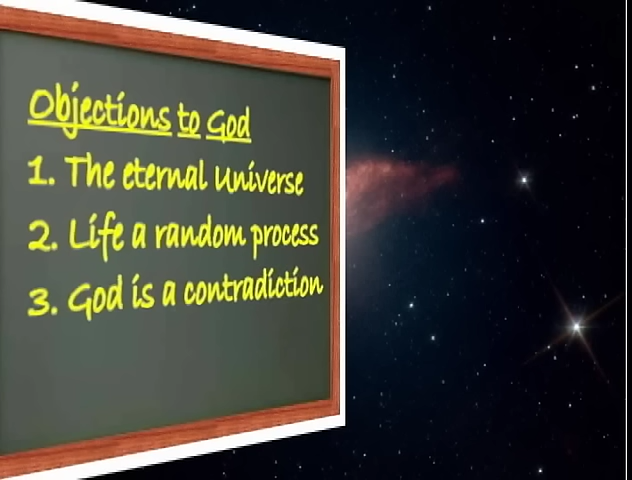 Objections to God
1. The eternal Universe
2. Life a random process
3. God is a contradiction